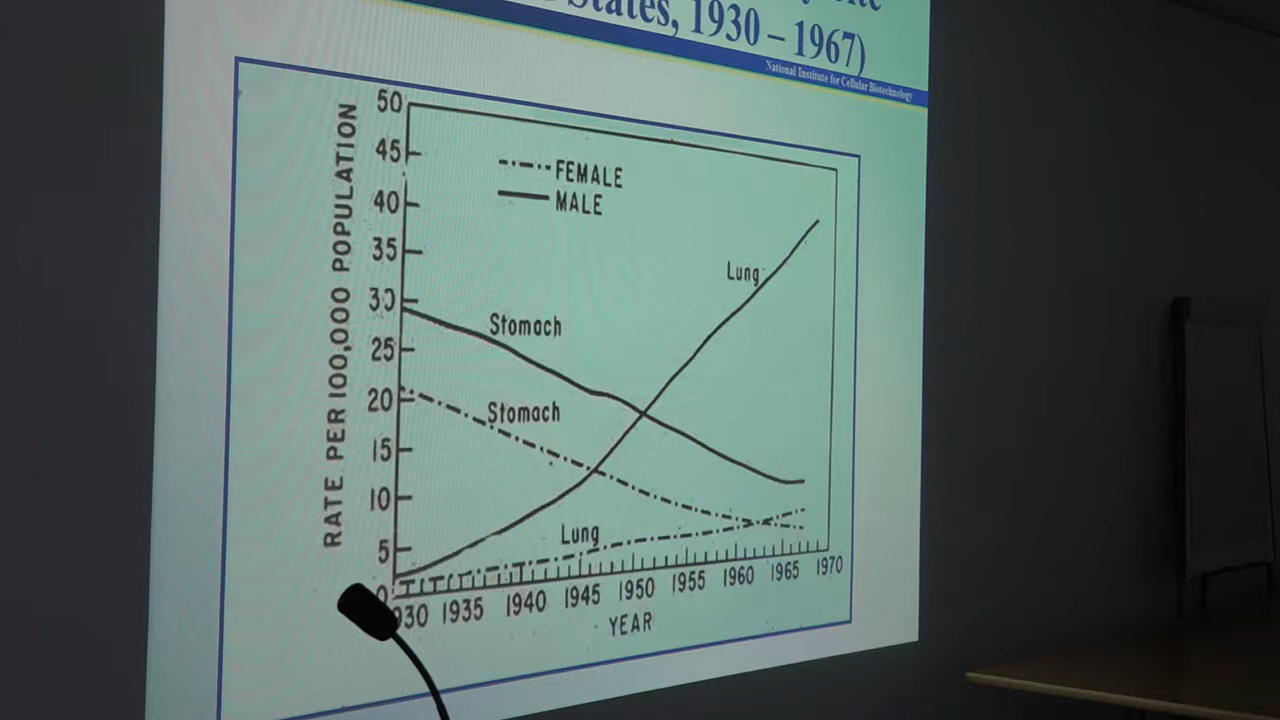 States, 1930 – 1967)
National Institute for Cellular Biotechnology
RATE PER 100,000 POPULATION
50
45
40
35
30
25
20
15
10
5
0
FEMALE
MALE
Lung
Stomach
Stomach
Lung
930 1935 1940 1945 1950 1955 1960 1965 1970
YEAR